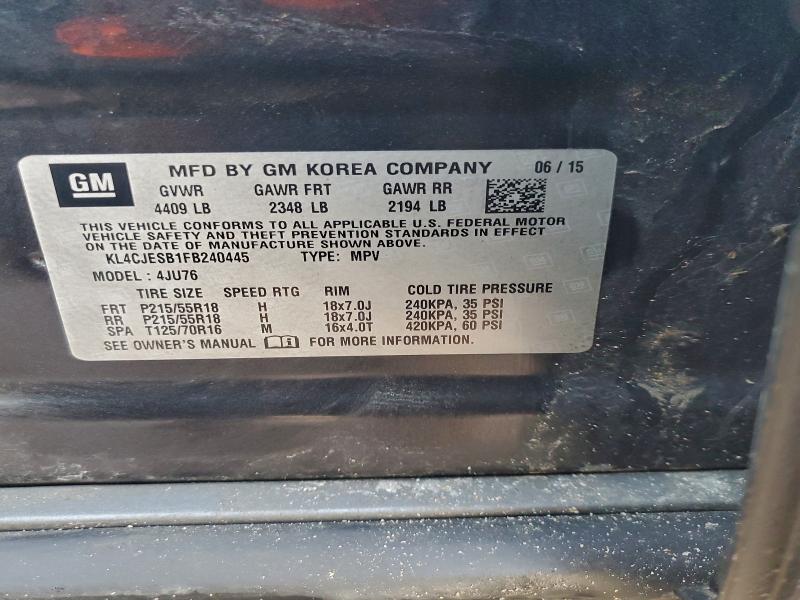 GM
MFD BY GM KOREA COMPANY 06 / 15
GVWR GAWR FRT GAWR RR
4409 LB 2348 LB 2194 LB
THIS VEHICLE CONFORMS TO ALL APPLICABLE U.S. FEDERAL MOTOR
VEHICLE SAFETY AND THEFT PREVENTION STANDARDS IN EFFECT
ON THE DATE OF MANUFACTURE SHOWN ABOVE.
KL4CJESB1FB240445 TYPE: MPV
MODEL : 4JU76
TIRE SIZE SPEED RTG RIM COLD TIRE PRESSURE
FRT P215/55R18 H 18x7.0J 240KPA, 35 PSI
RR P215/55R18 H 18x7.0J 240KPA, 35 PSI
SPA T125/70R16 M 16x4.0T 420KPA, 60 PSI
SEE OWNER'S MANUAL i FOR MORE INFORMATION.